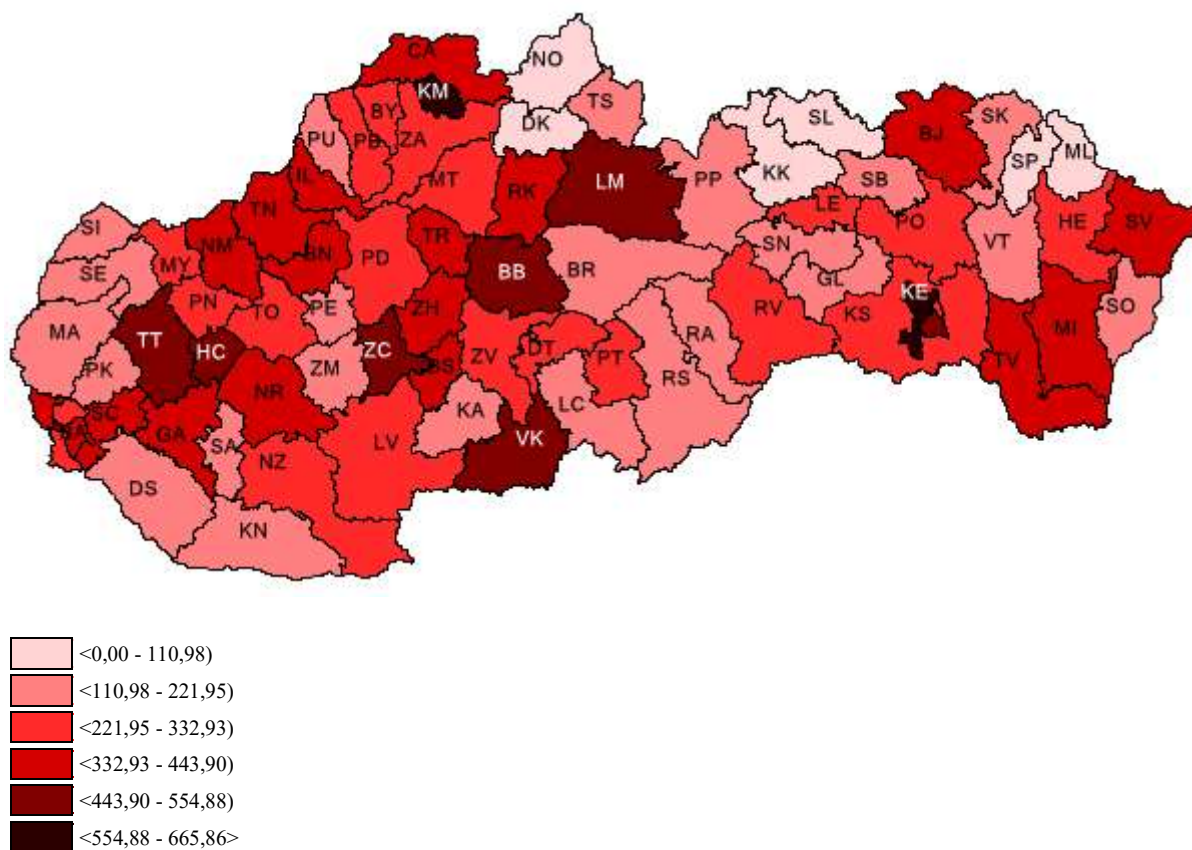 CA
NO
KM
TS
BY
DK
SL
SK
PU
PB
ZA
BJ
ML
SP
IL
MT
RK
LM
PP
KK
SB
TN
LE
SI
NM
BN
PD
TR
SN
PO
VT
HE
SV
SE
MY
BB
BR
GL
PN
TO
PE
ZH
KE
SO
MA
TT
HC
ZC
ZV
DT
PT
RA
RV
KS
MI
PK
ZM
BS
RS
TV
NR
KA
LC
SC
GA
SA
LV
VK
BA
NZ
DS
KN
<0,00 - 110,98)
<110,98 - 221,95)
<221,95 - 332,93)
<332,93 - 443,90)
<443,90 - 554,88)
<554,88 - 665,86>